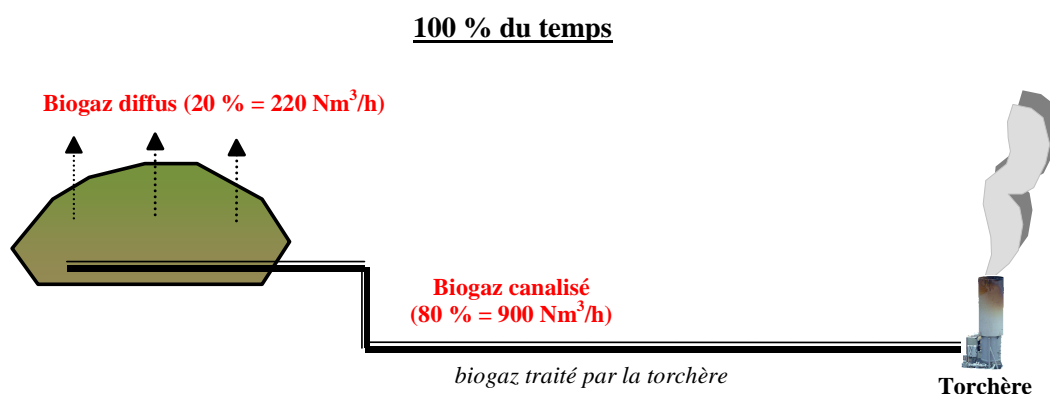 100 % du temps
Biogaz diffus (20 % = 220 Nm³/h)
Biogaz canalisé
(80 % = 900 Nm³/h)
biogaz traité par la torchère
Torchère